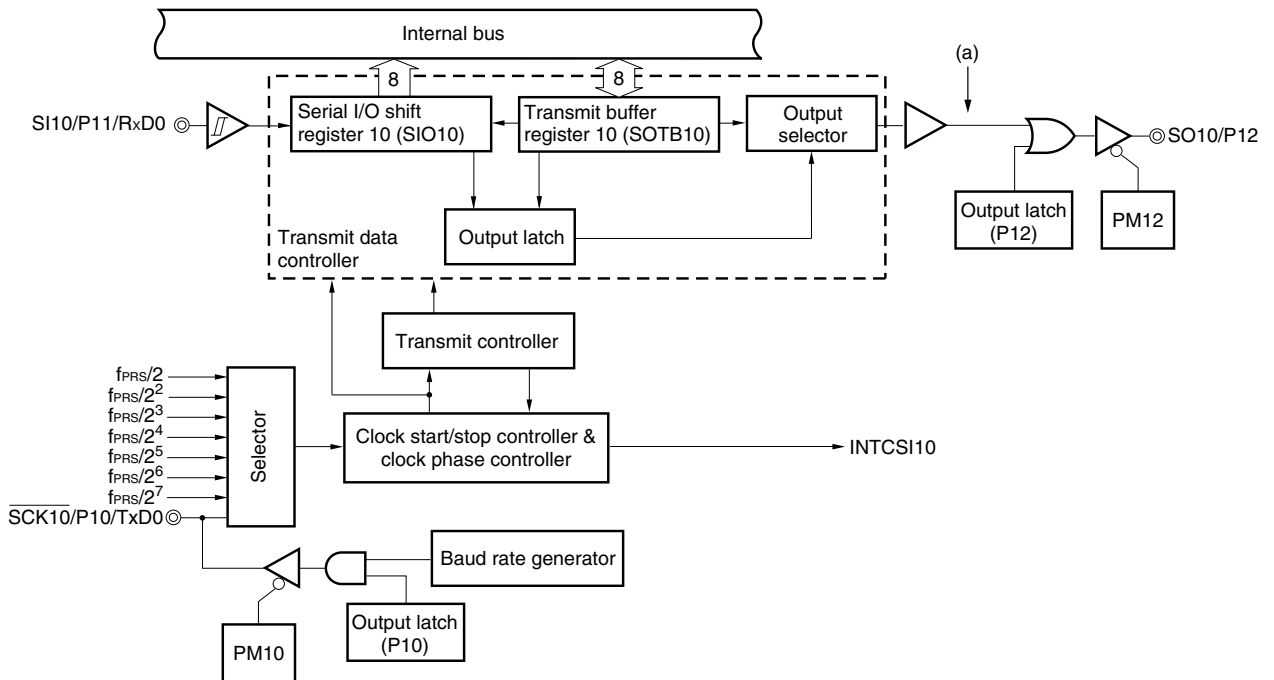 Internal bus
8
8
(a)
SI10/P11/RxD0
Serial I/O shift
register 10 (SIO10)
Transmit buffer
register 10 (SOTB10)
Output
selector
SO10/P12
Output latch
Output latch
(P12)
PM12
Transmit data
controller
Transmit controller
fPRS/2
fPRS/2²
fPRS/2³
fPRS/2⁴
fPRS/2⁵
fPRS/2⁶
fPRS/2⁷
Selector
Clock start/stop controller &
clock phase controller
INTCSI10
S̅C̅K̅1̅0̅/P10/TxD0
Baud rate generator
Output latch
(P10)
PM10